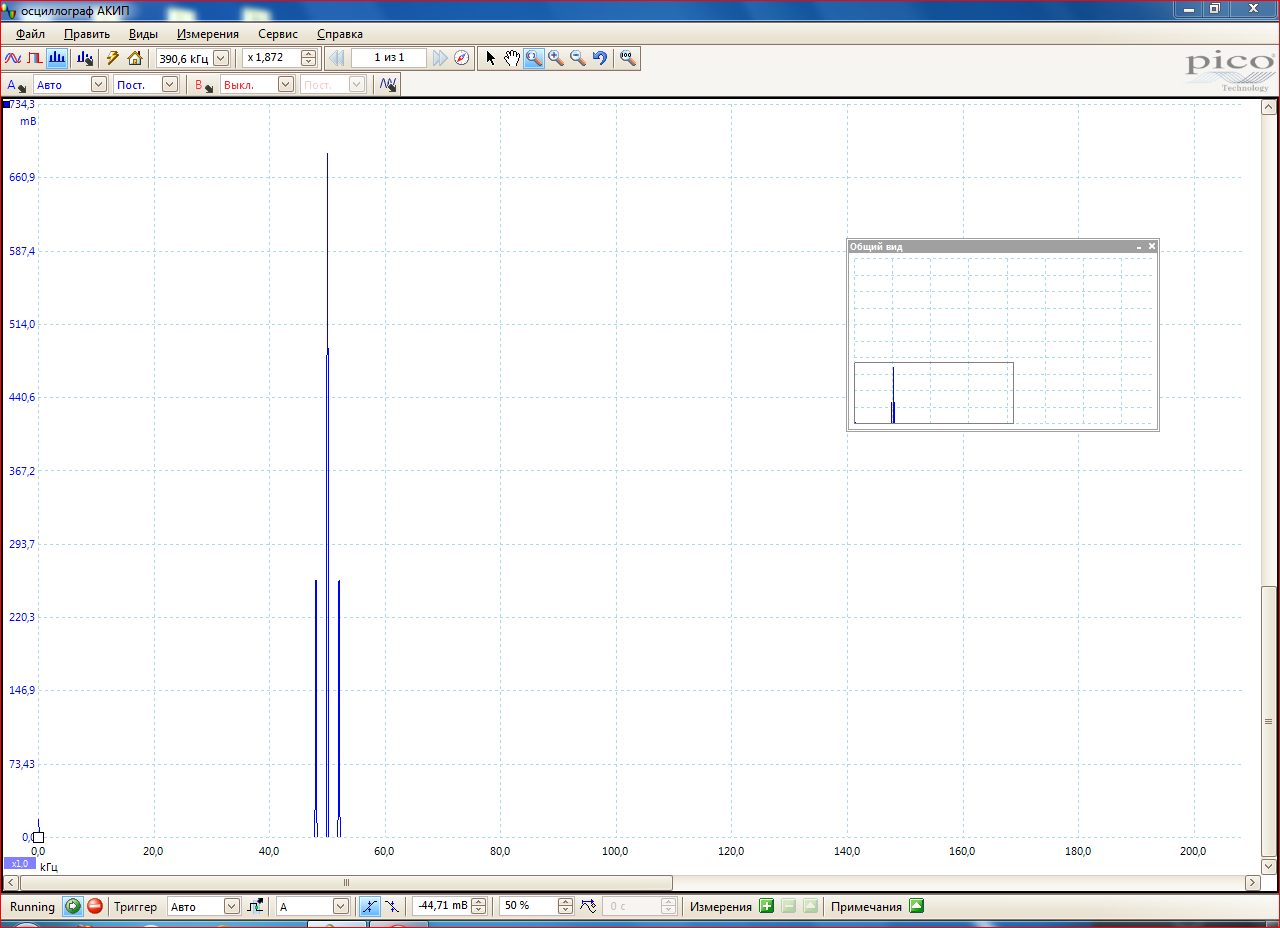 осциллограф АКИП
Файл Править Виды Измерения Сервис Справка
390,6 kГц x 1,872 1 из 1
pico
Technology
A Авто Пост. B Выкл. Пост.
734,3
mB
660,9
587,4
514,0
440,6
367,2
293,7
220,3
146,9
73,43
0,0
Общий вид
0,0 20,0 40,0 60,0 80,0 100,0 120,0 140,0 160,0 180,0 200,0
x1,0 kГц
Running Триггер Авто A -44,71 mB 50 % 0 c Измерения Примечания